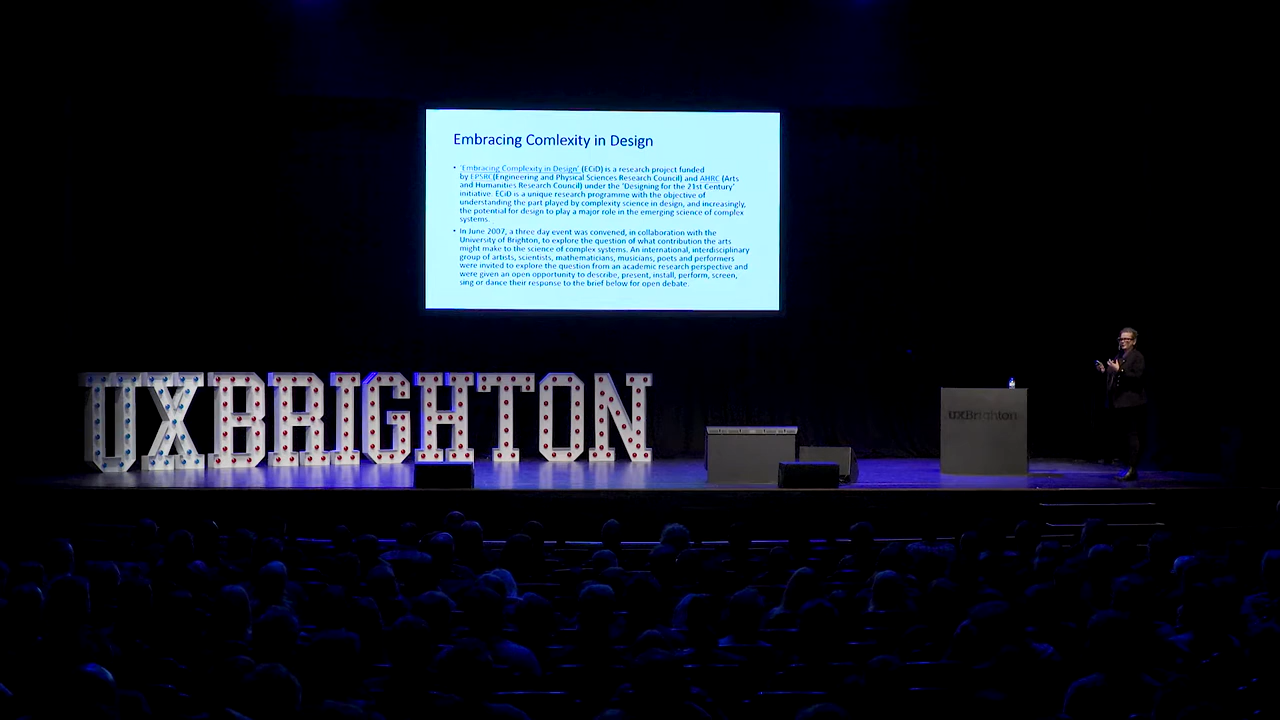 Embracing Comlexity in Design
• 'Embracing Complexity in Design' (ECiD) is a research project funded
by EPSRC(Engineering and Physical Sciences Research Council) and AHRC (Arts
and Humanities Research Council) under the 'Designing for the 21st Century'
initiative. ECiD is a unique research programme with the objective of
understanding the part played by complexity science in design, and increasingly,
the potential for design to play a major role in the emerging science of complex
systems.
• In June 2007, a three day event was convened, in collaboration with the
University of Brighton, to explore the question of what contribution the arts
might make to the science of complex systems. An international, interdisciplinary
group of artists, scientists, mathematicians, musicians, poets and performers
were invited to explore the question from an academic research perspective and
were given an open opportunity to describe, present, install, perform, screen,
sing or dance their response to the brief below for open debate.
UXBRIGHTON
UXBrighton